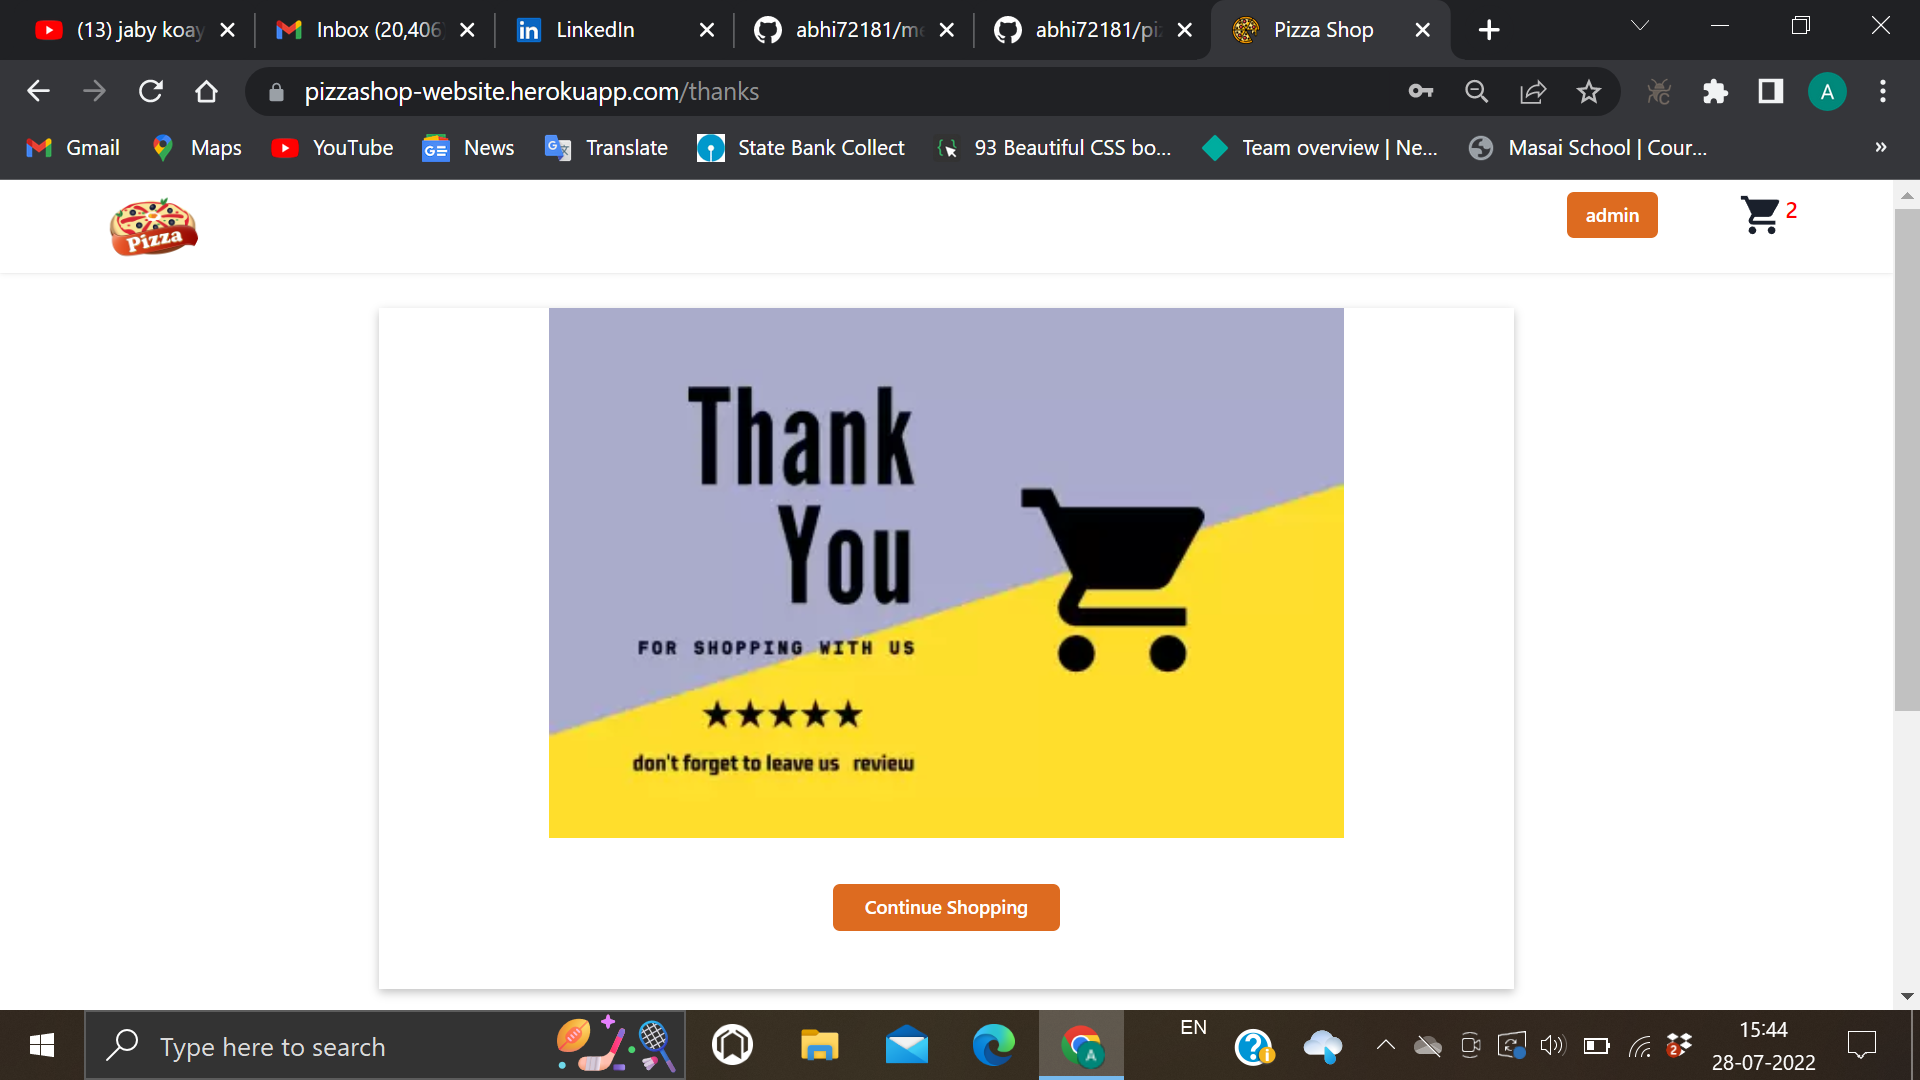 (13) jaby koay
Inbox (20,406
LinkedIn
abhi72181/me
abhi72181/piz
Pizza Shop
pizzashop-website.herokuapp.com/thanks
A
Gmail
Maps
YouTube
News
Translate
State Bank Collect
93 Beautiful CSS bo...
Team overview | Ne...
Masai School | Cour...
»
Pizza
admin
2
Thank
You
FOR SHOPPING WITH US
★★★★★
don't forget to leave us review
Continue Shopping
Type here to search
EN
15:44
28-07-2022